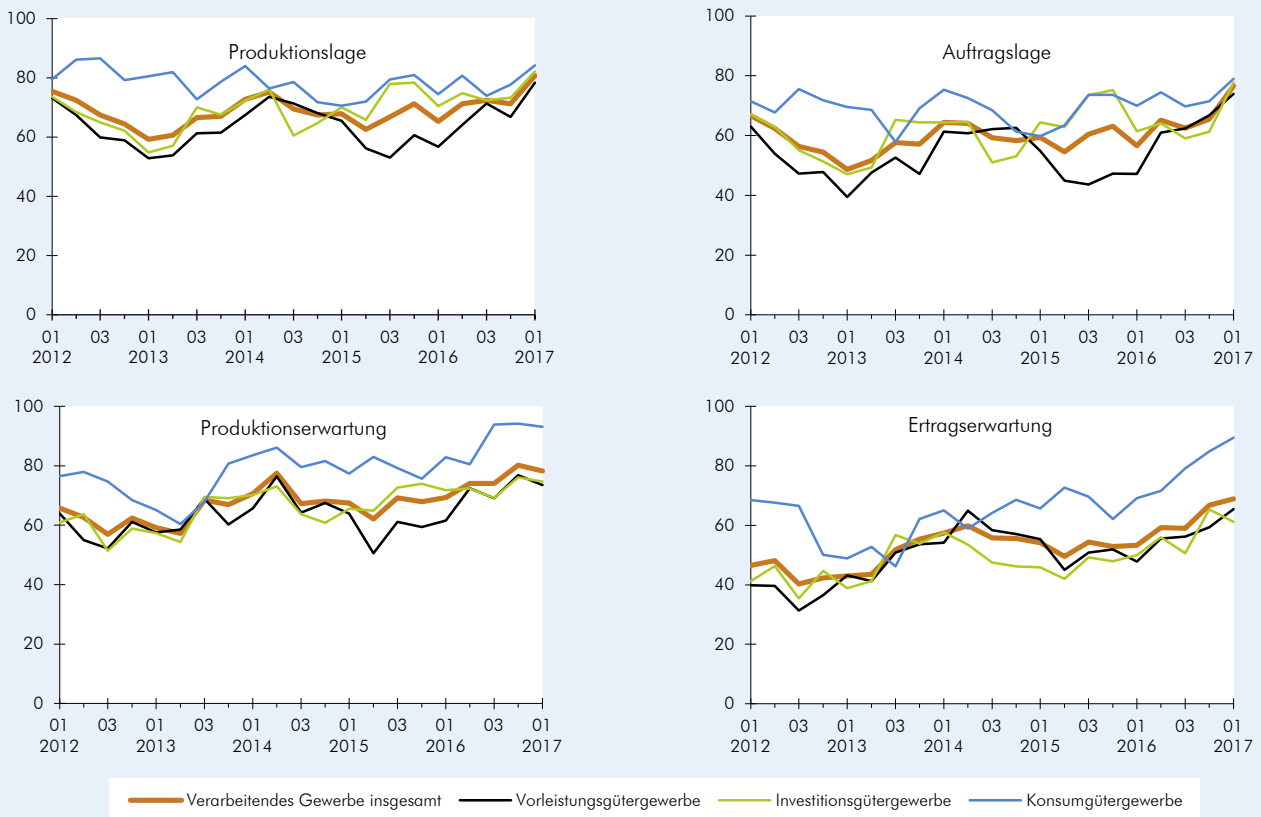 Produktionslage
100
80
60
40
20
0
01 03 01 03 01 03 01 03 01 03 01
2012 2013 2014 2015 2016 2017
Auftragslage
100
80
60
40
20
0
01 03 01 03 01 03 01 03 01 03 01
2012 2013 2014 2015 2016 2017
Produktionserwartung
100
80
60
40
20
0
01 03 01 03 01 03 01 03 01 03 01
2012 2013 2014 2015 2016 2017
Ertragserwartung
100
80
60
40
20
0
01 03 01 03 01 03 01 03 01 03 01
2012 2013 2014 2015 2016 2017
Verarbeitendes Gewerbe insgesamt Vorleistungsgütergewerbe Investitionsgütergewerbe Konsumgütergewerbe